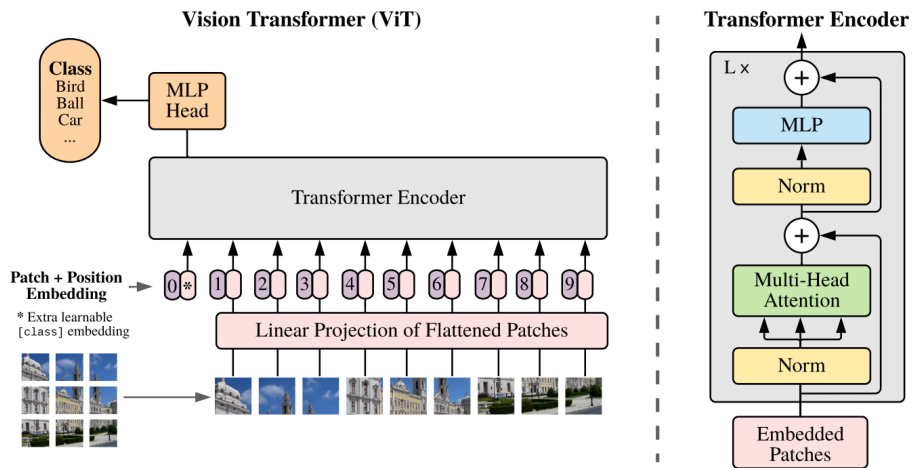 Vision Transformer (ViT)
Class
Bird
Ball
Car
...
MLP
Head
Transformer Encoder
Patch + Position
Embedding
0 * 1 2 3 4 5 6 7 8 9
* Extra learnable
[class] embedding
Linear Projection of Flattened Patches
Transformer Encoder
L x
+
MLP
Norm
+
Multi-Head
Attention
Norm
Embedded
Patches